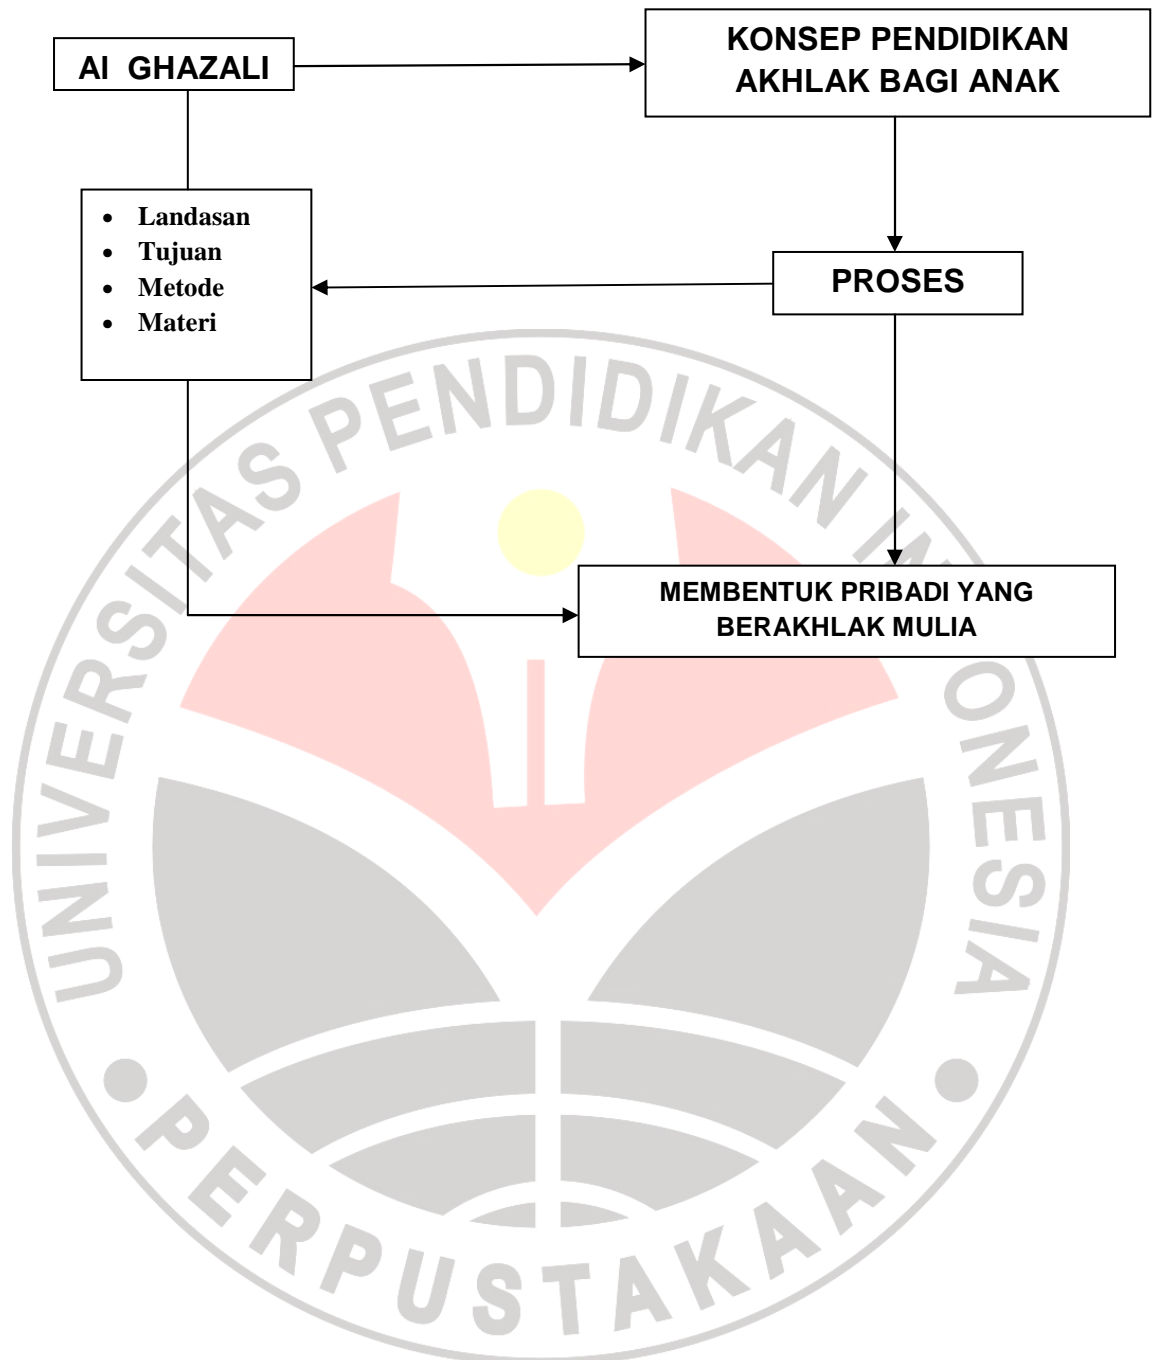 AI GHAZALI
KONSEP PENDIDIKAN
AKHLAK BAGI ANAK
• Landasan
• Tujuan
• Metode
• Materi
PROSES
MEMBENTUK PRIBADI YANG
BERAKHLAK MULIA
UNIVERSITAS PENDIDIKAN INDONESIA
PERPUSTAKAAN